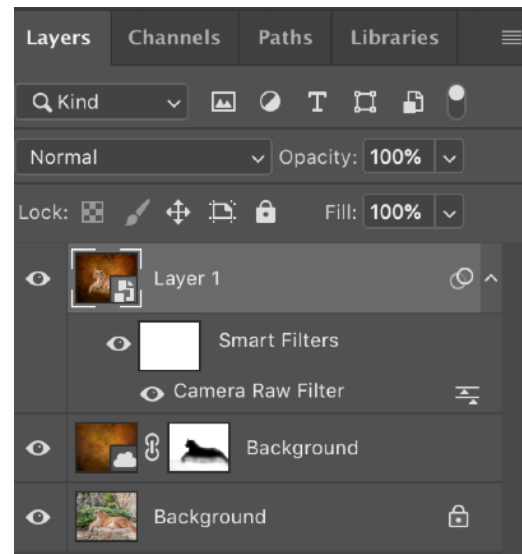 Layers Channels Paths Libraries
Kind
Normal Opacity: 100%
Lock: Fill: 100%
Layer 1
Smart Filters
Camera Raw Filter
Background
Background